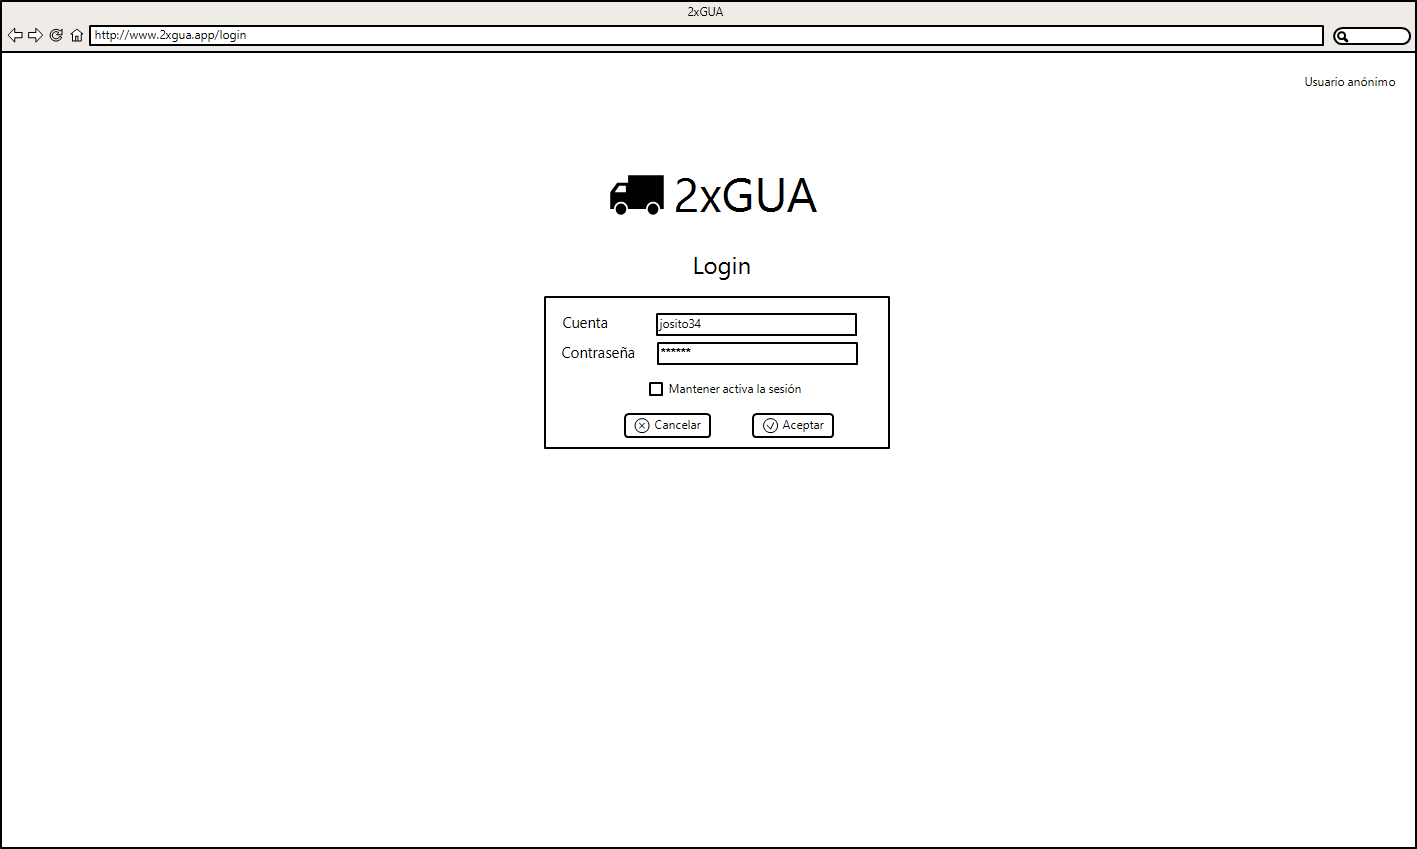 2xGUA
http://www.2xgua.app/login
Usuario anónimo
2xGUA
Login
Cuenta josito34
Contraseña ******
Mantener activa la sesión
Cancelar Aceptar